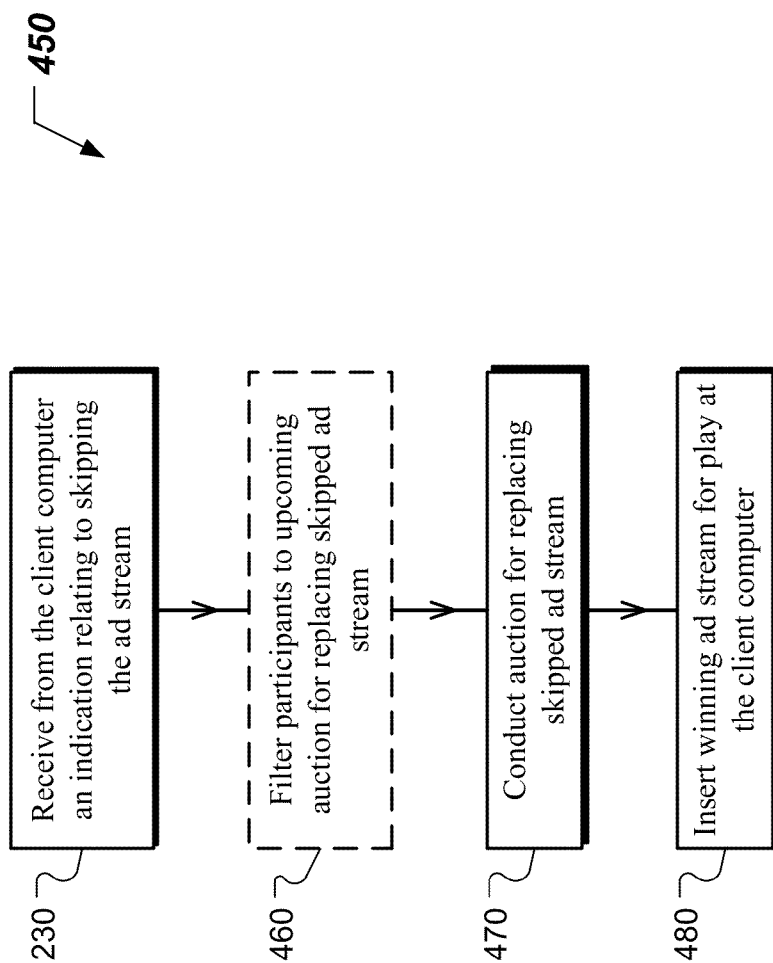 450
230
Receive from the client computer
an indication relating to skipping
the ad stream
460
Filter participants to upcoming
auction for replacing skipped ad
stream
470
Conduct auction for replacing
skipped ad stream
480
Insert winning ad stream for play at
the client computer